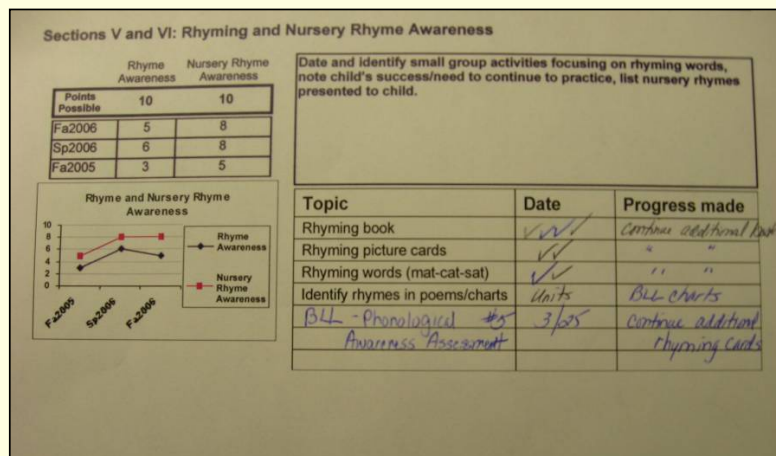 Sections V and VI: Rhyming and Nursery Rhyme Awareness
Rhyme Awareness Nursery Rhyme Awareness
Points Possible 10 10
Fa2006 5 8
Sp2006 6 8
Fa2005 3 5
Date and identify small group activities focusing on rhyming words,
note child's success/need to continue to practice, list nursery rhymes
presented to child.
Rhyme and Nursery Rhyme
Awareness
10
8
6
4
2
0
Fa2005 Sp2006 Fa2006
Rhyme
Awareness
Nursery
Rhyme
Awareness
Topic Date Progress made
Rhyming book ✓✓✓ continue additional
Rhyming picture cards ✓✓ " "
Rhyming words (mat-cat-sat) ✓✓ " "
Identify rhymes in poems/charts Units BLL charts
BLL - Phonological #5 3/25 continue additional
Awareness Assessment rhyming cards